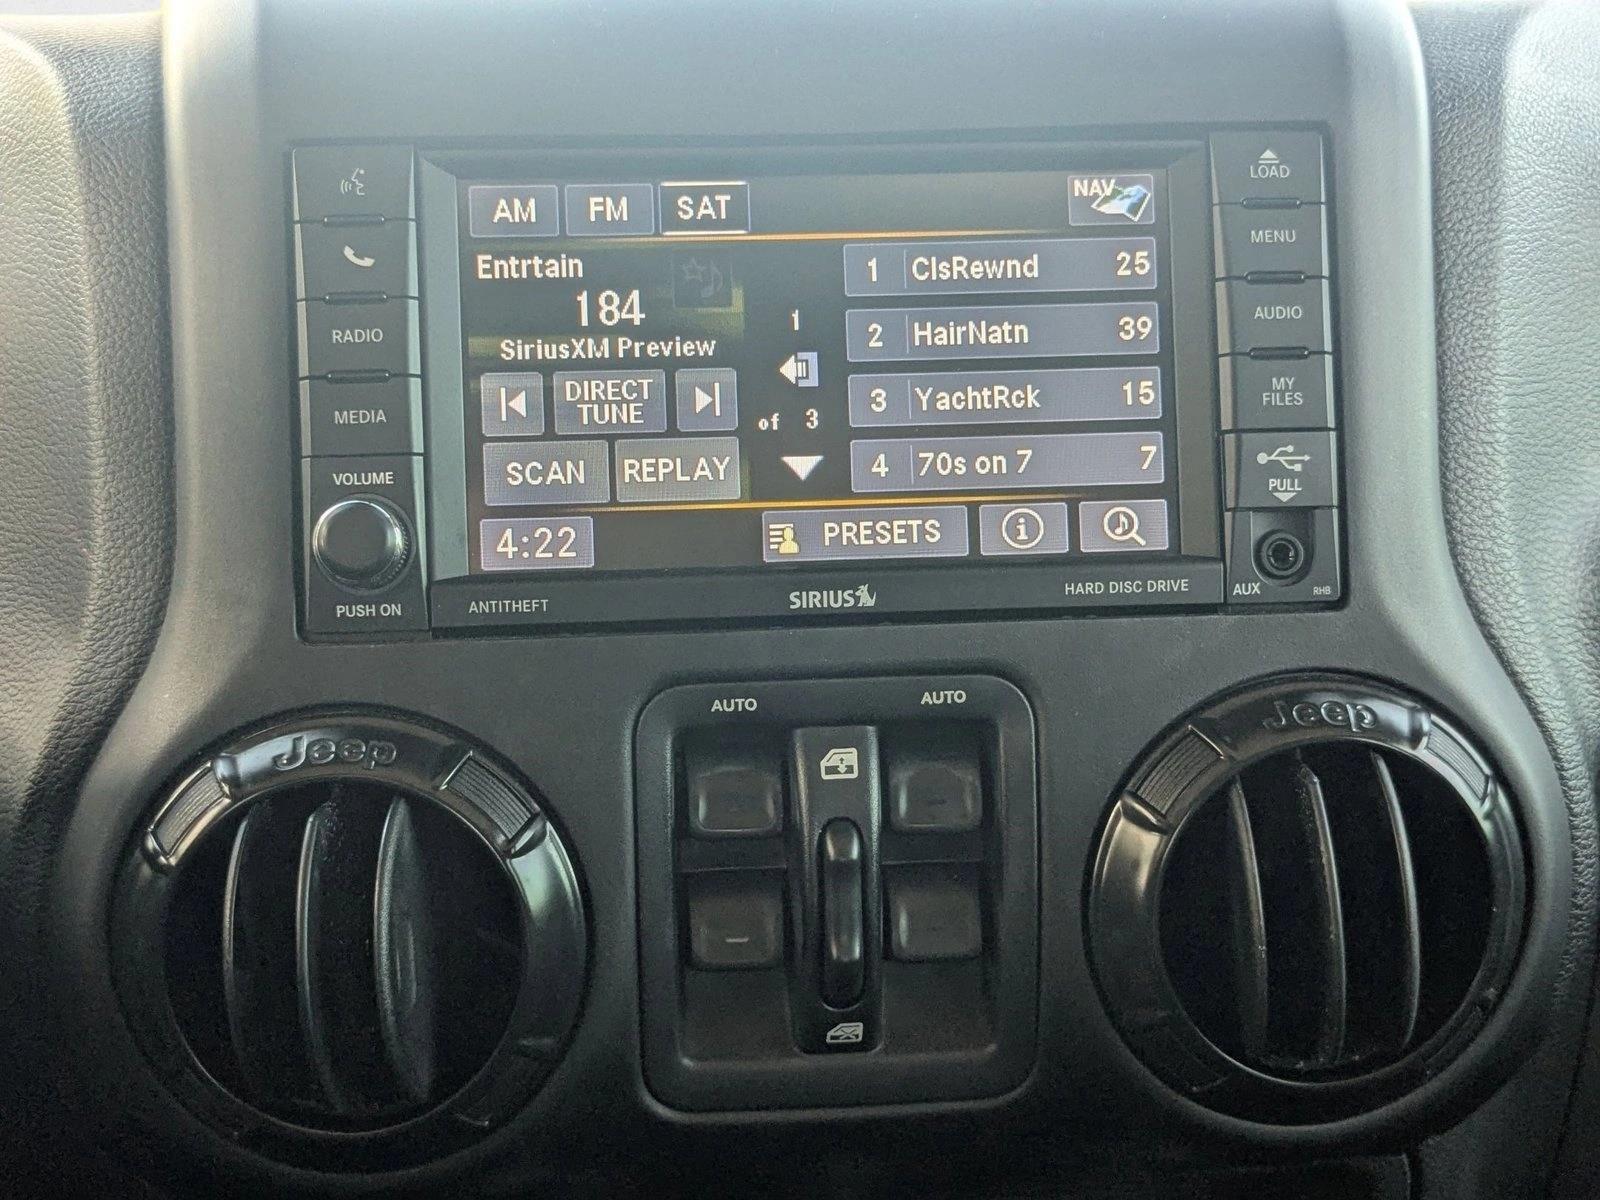 LOAD
AM FM SAT NAV
MENU
Entrtain
184
SiriusXM Preview
1 ClsRewnd 25
2 HairNatn 39
3 YachtRck 15
4 70s on 7 7
1
of 3
RADIO
AUDIO
DIRECT
TUNE
MEDIA
MY
FILES
SCAN REPLAY
VOLUME
PULL
4:22 PRESETS
PUSH ON
ANTITHEFT SIRIUS HARD DISC DRIVE
AUX RHB
AUTO AUTO
Jeep Jeep